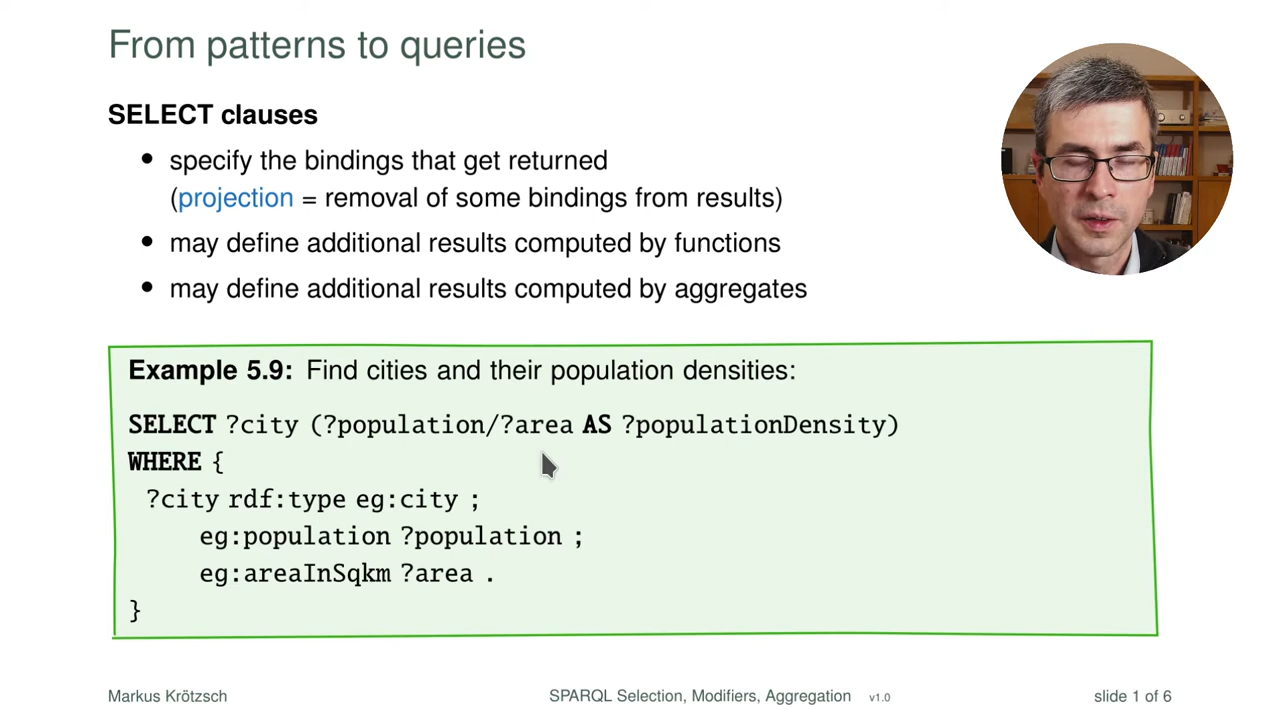 From patterns to queries
SELECT clauses
• specify the bindings that get returned
(projection = removal of some bindings from results)
• may define additional results computed by functions
• may define additional results computed by aggregates
Example 5.9: Find cities and their population densities:
SELECT ?city (?population/?area AS ?populationDensity)
WHERE {
?city rdf:type eg:city ;
eg:population ?population ;
eg:areaInSqkm ?area .
}
Markus Krötzsch SPARQL Selection, Modifiers, Aggregation v1.0 slide 1 of 6